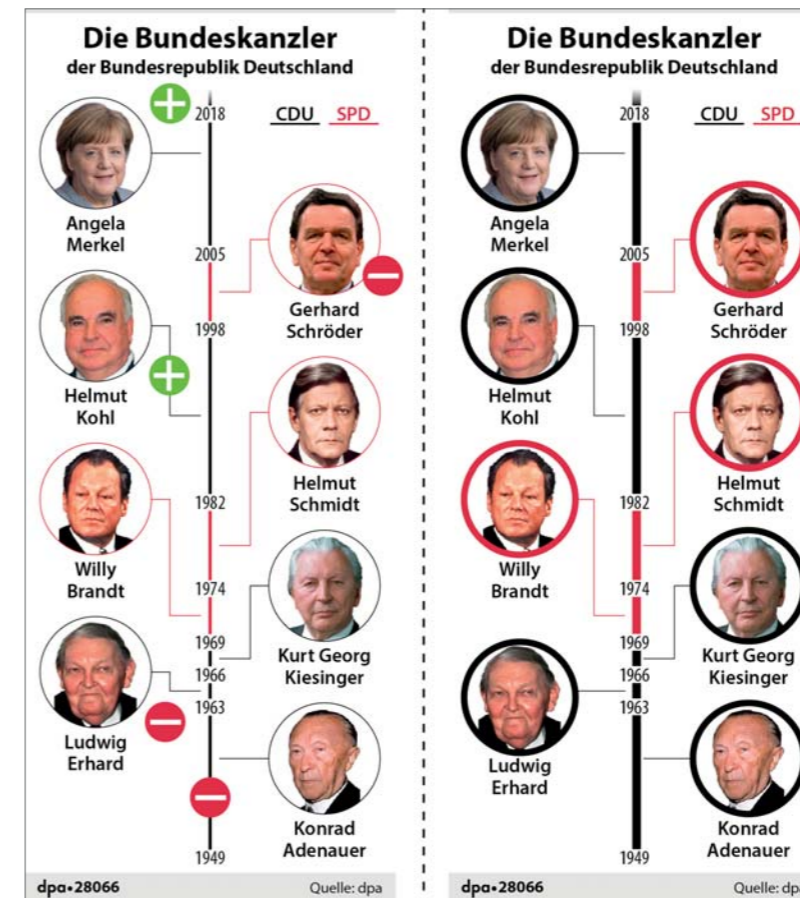 Die Bundeskanzler
der Bundesrepublik Deutschland
2018
CDU SPD
Angela
Merkel
2005
Gerhard
Schröder
1998
Helmut
Kohl
Helmut
Schmidt
1982
Willy
Brandt
1974
1969
Kurt Georg
Kiesinger
1966
1963
Ludwig
Erhard
Konrad
Adenauer
1949
dpa•28066 Quelle: dpa
Die Bundeskanzler
der Bundesrepublik Deutschland
2018
CDU SPD
Angela
Merkel
2005
Gerhard
Schröder
1998
Helmut
Kohl
Helmut
Schmidt
1982
Willy
Brandt
1974
1969
Kurt Georg
Kiesinger
1966
1963
Ludwig
Erhard
Konrad
Adenauer
1949
dpa•28066 Quelle: dpa